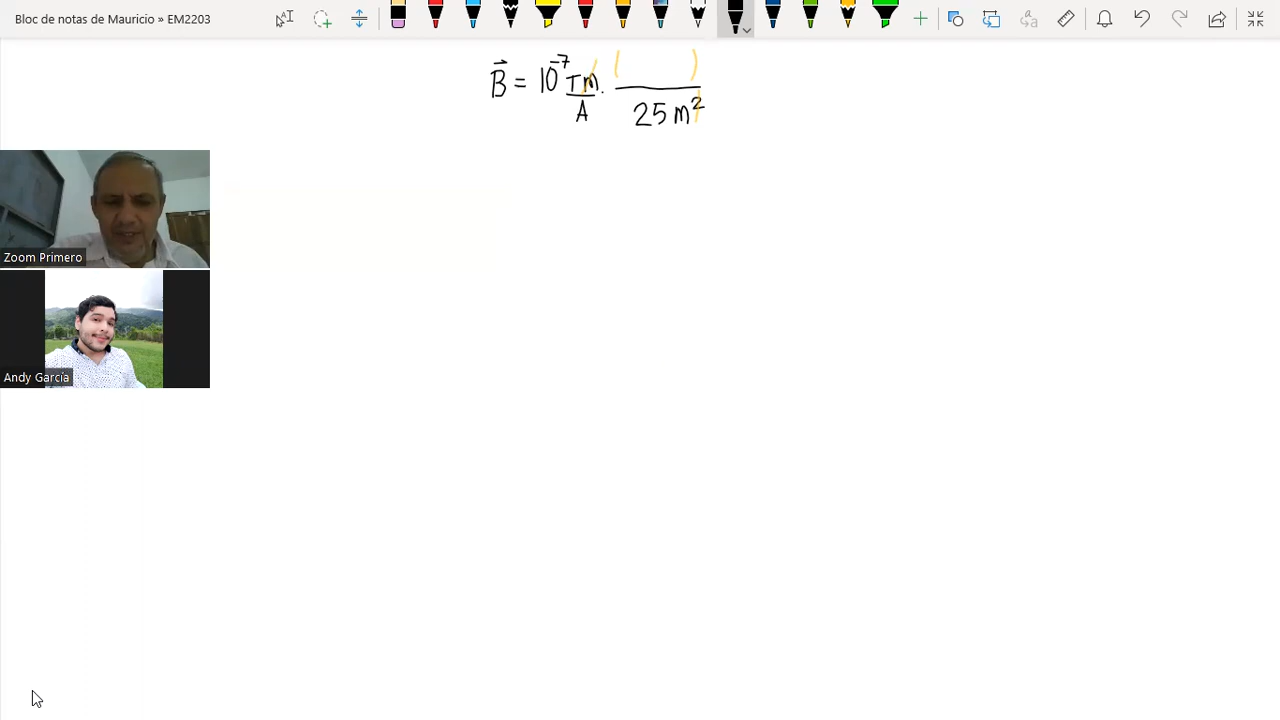 Bloc de notas de Mauricio » EM2203
B⃗ = 10⁻⁷ Tm/A · (      ) / 25 m²
Zoom Primero
Andy García